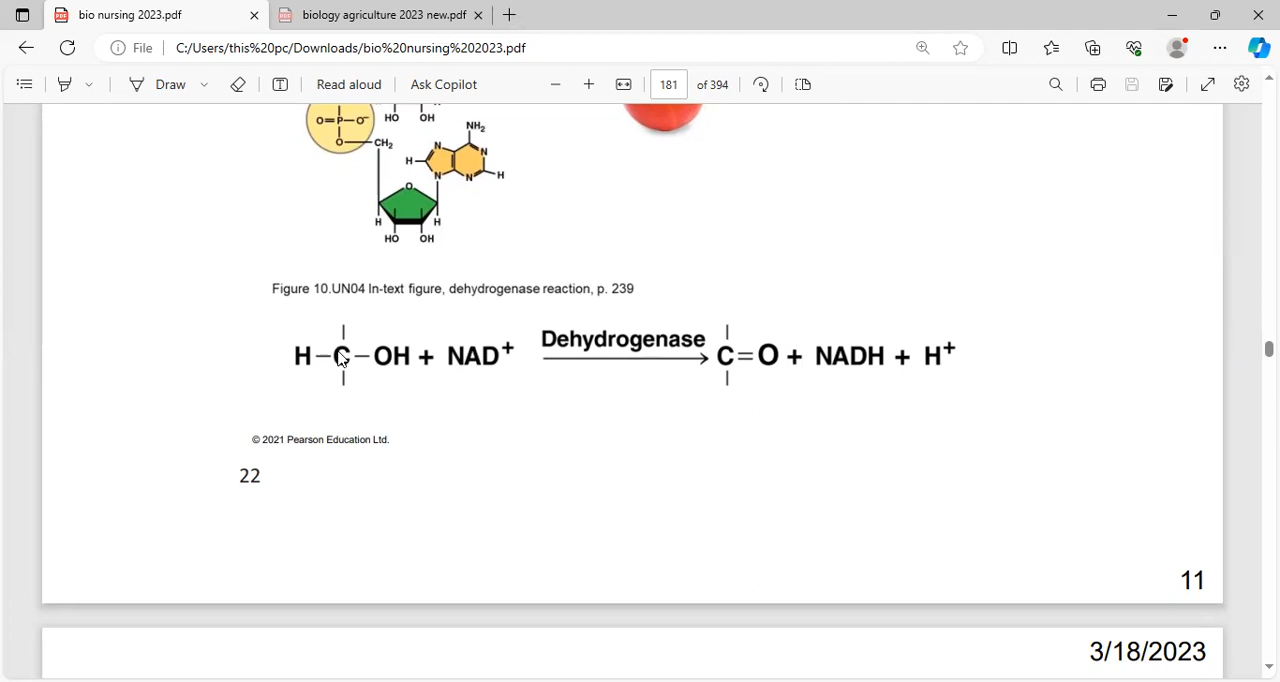 bio nursing 2023.pdf
biology agriculture 2023 new.pdf
File
C:/Users/this%20pc/Downloads/bio%20nursing%202023.pdf
Draw
Read aloud
Ask Copilot
181 of 394
O=P—O⁻
HO OH
NH₂
O CH₂
H N N
N N H
O
H H
HO OH
Figure 10.UN04 In-text figure, dehydrogenase reaction, p. 239
H–C–OH + NAD⁺ Dehydrogenase C=O + NADH + H⁺
© 2021 Pearson Education Ltd.
22
11
3/18/2023